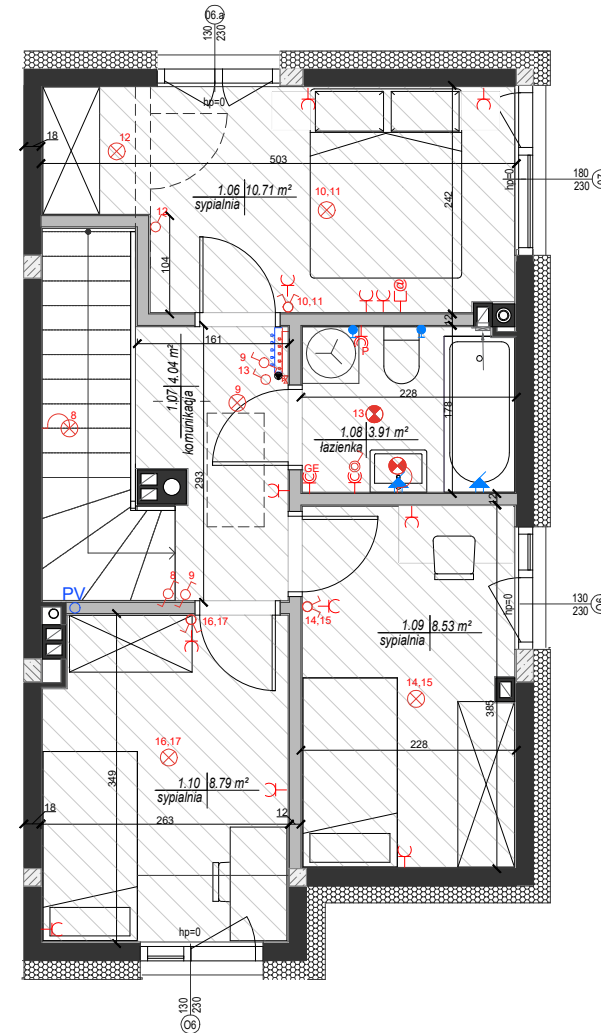 06.a
130
230
hp=0
18
12
503
180
230
hp=0
1.06 10.71 m²
sypialnia
10,11
242
12
104
@
10,11
12
161
9
13
P
9
1.07 4.04 m²
komunikacja
228
178
13
1.08 3.91 m²
łazienka
8
GE
293
12
PV
8
9
16,17
14,15
1.09 8.53 m²
sypialnia
hp=0
130
230
O6
14,15
385
228
16,17
349
1.10 8.79 m²
sypialnia
18
263
12
hp=0
130
230
O6